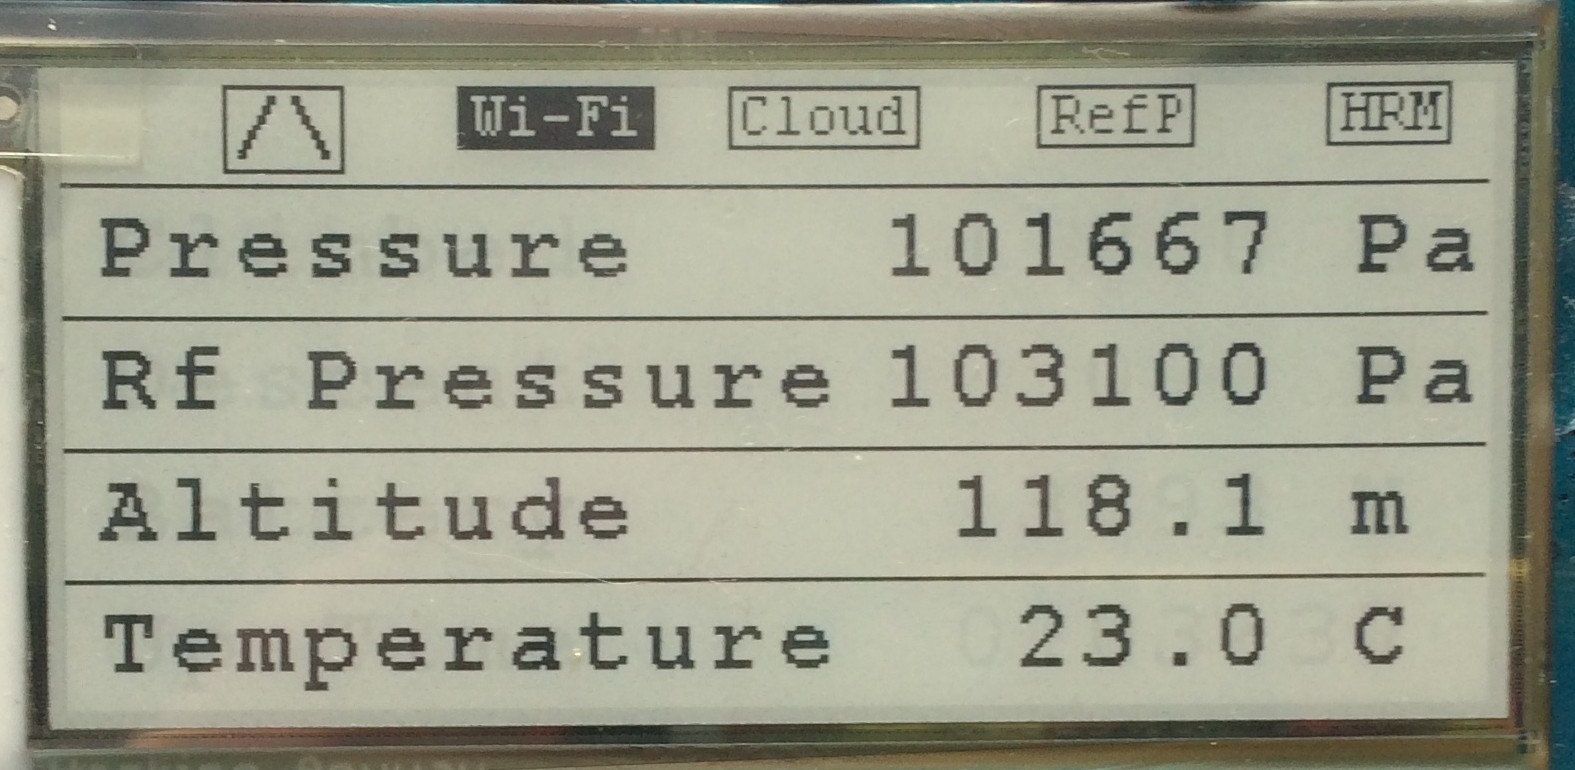 Wi-Fi Cloud RefP HRM
Pressure 101667 Pa
Rf Pressure 103100 Pa
Altitude 118.1 m
Temperature 23.0 C